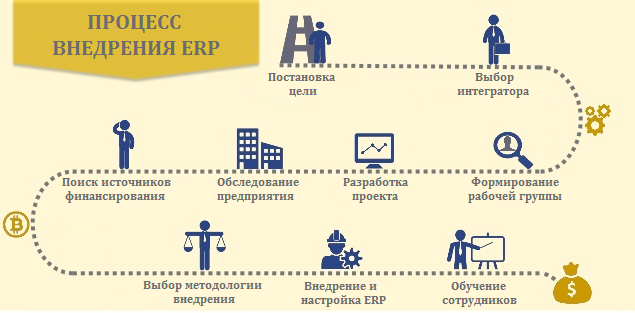 ПРОЦЕСС
ВНЕДРЕНИЯ ERP
Постановка
цели
Выбор
интегратора
Поиск источников
финансирования
Обследование
предприятия
Разработка
проекта
Формирование
рабочей группы
Выбор методологии
внедрения
Внедрение и
настройка ERP
Обучение
сотрудников